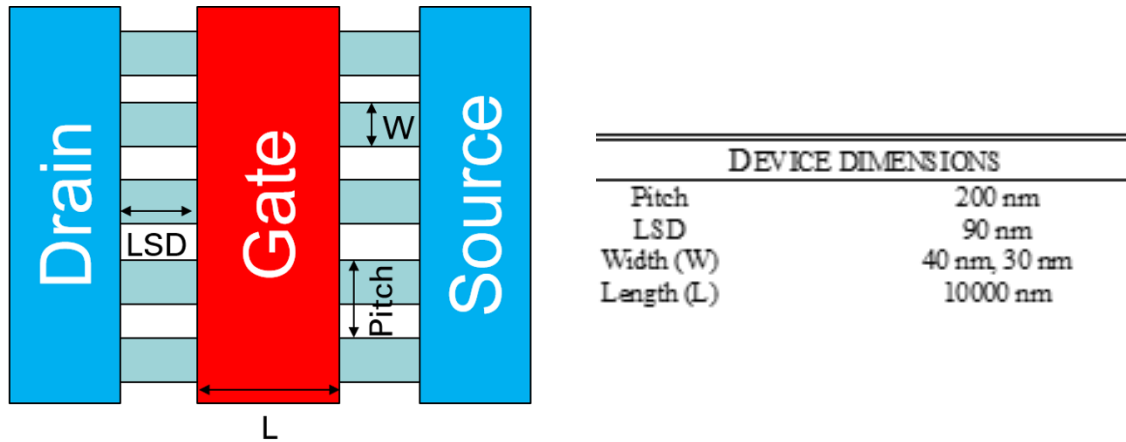 Drain
LSD
Gate
L
W
Pitch
Source
DEVICE DIMENSIONS
Pitch 200 nm
LSD 90 nm
Width (W) 40 nm, 30 nm
Length (L) 10000 nm